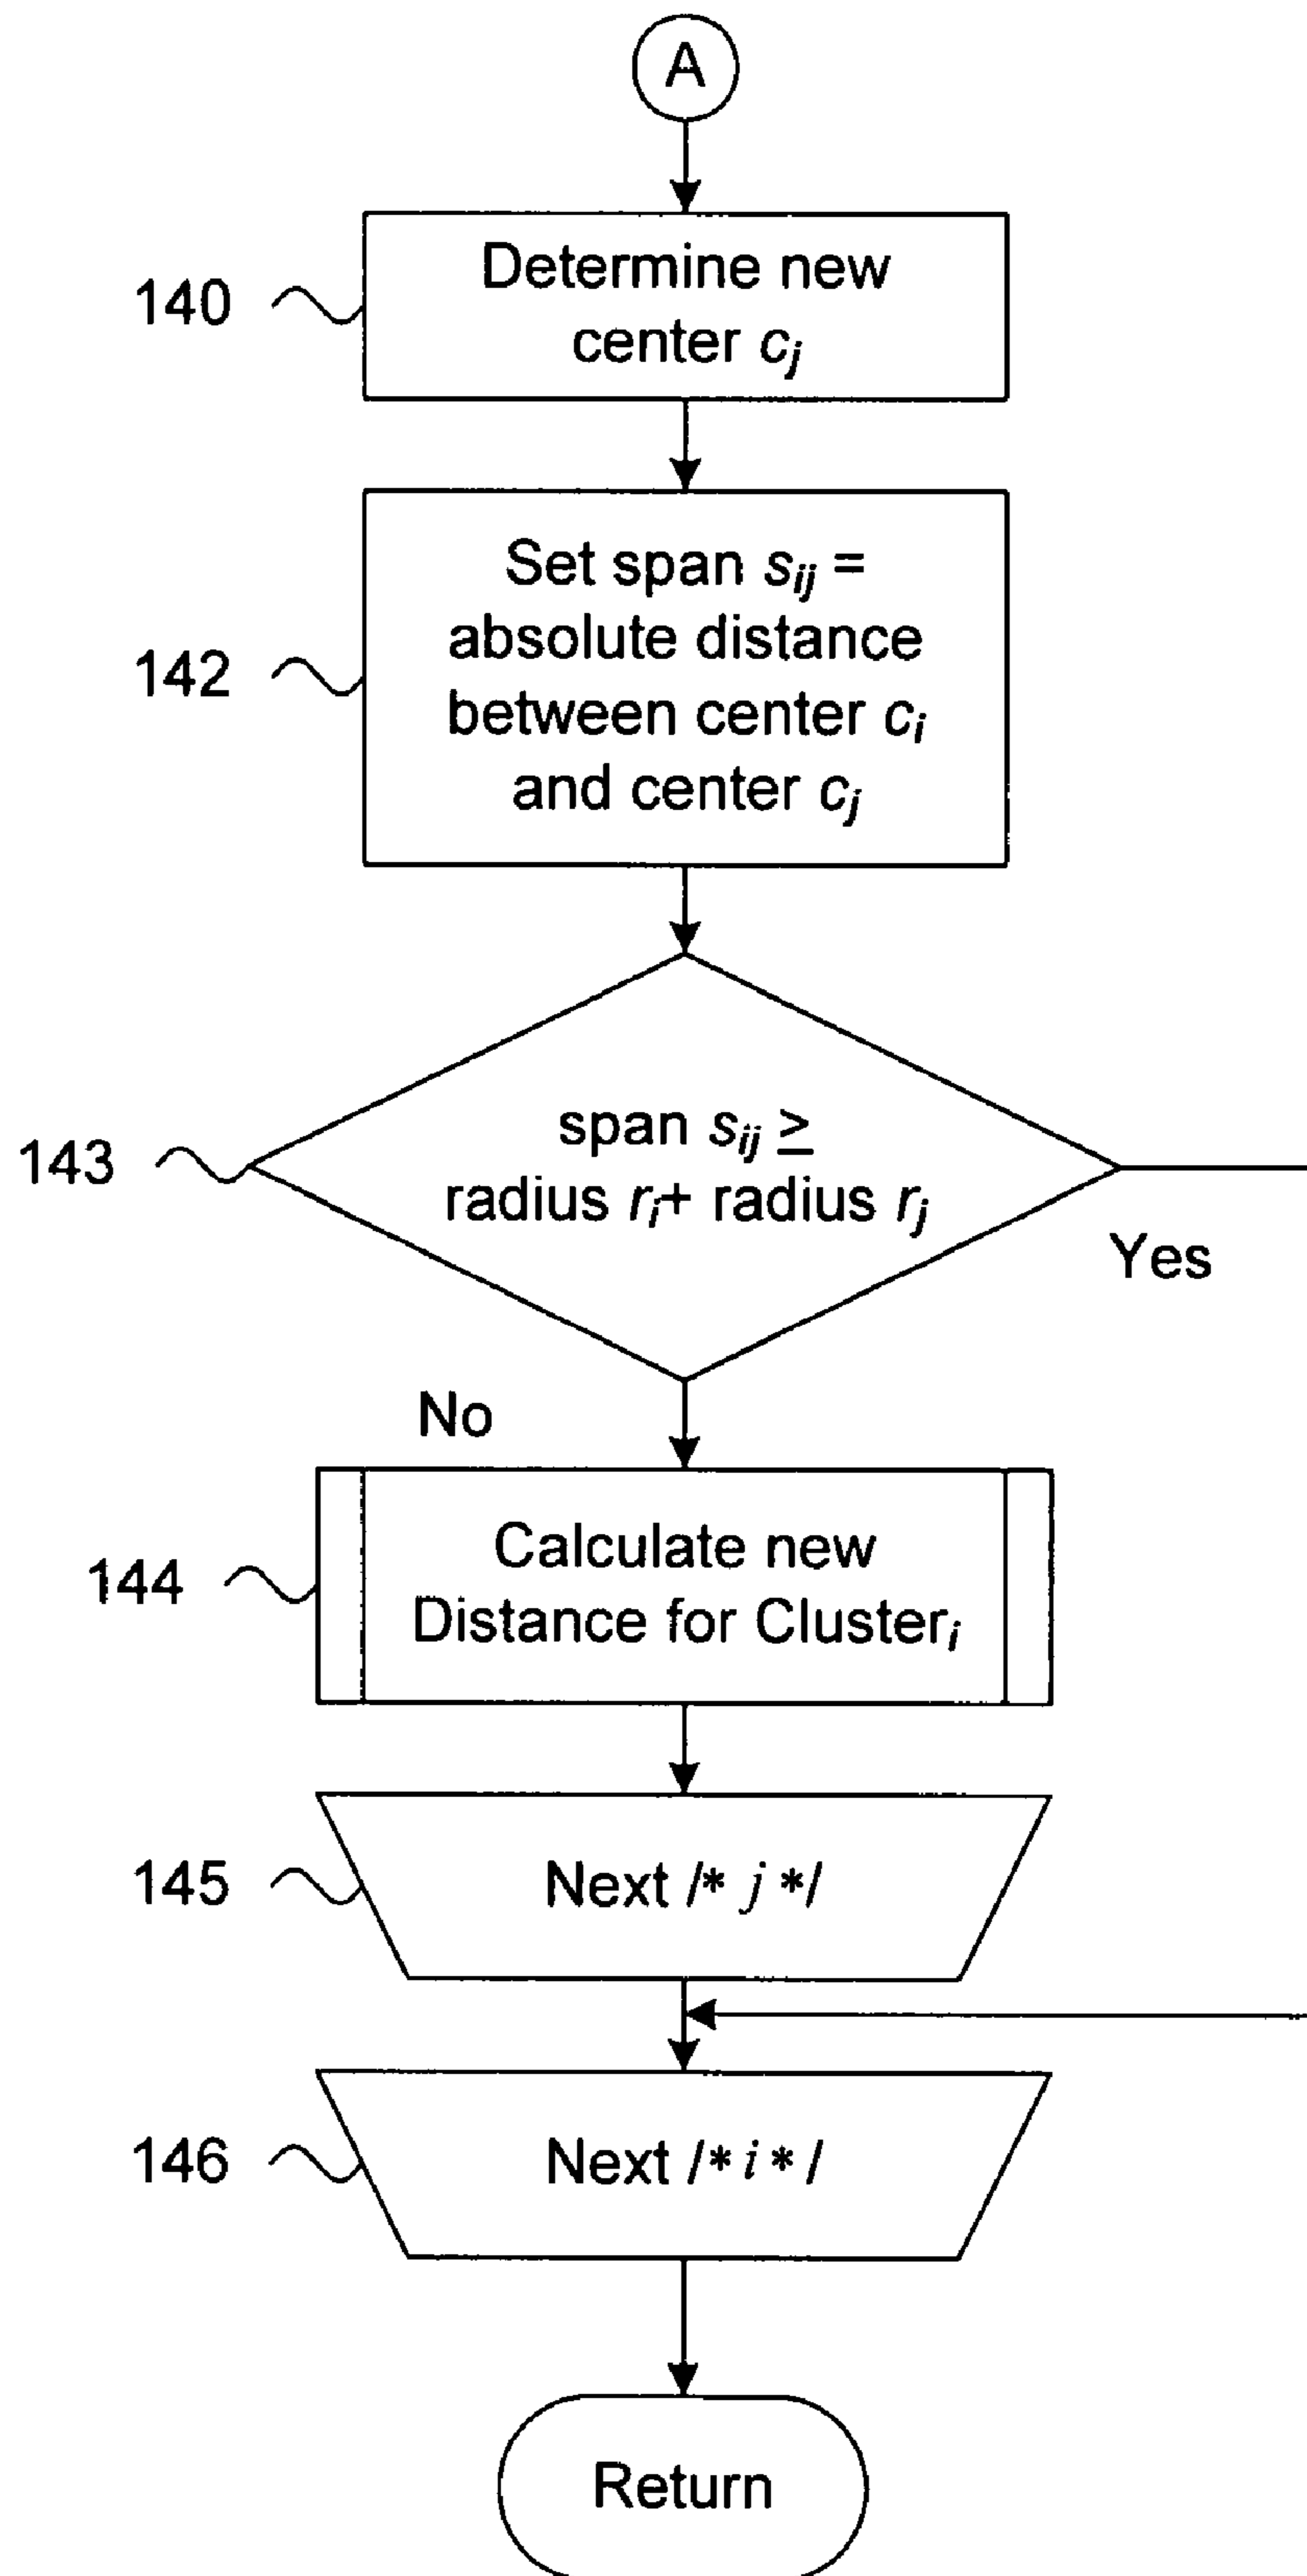 A
140
Determine new
center cj
142
Set span sij =
absolute distance
between center ci
and center cj
143
span sij ≥
radius ri+ radius rj
Yes
No
144
Calculate new
Distance for Clusteri
145
Next /* j */
146
Next /* i */
Return